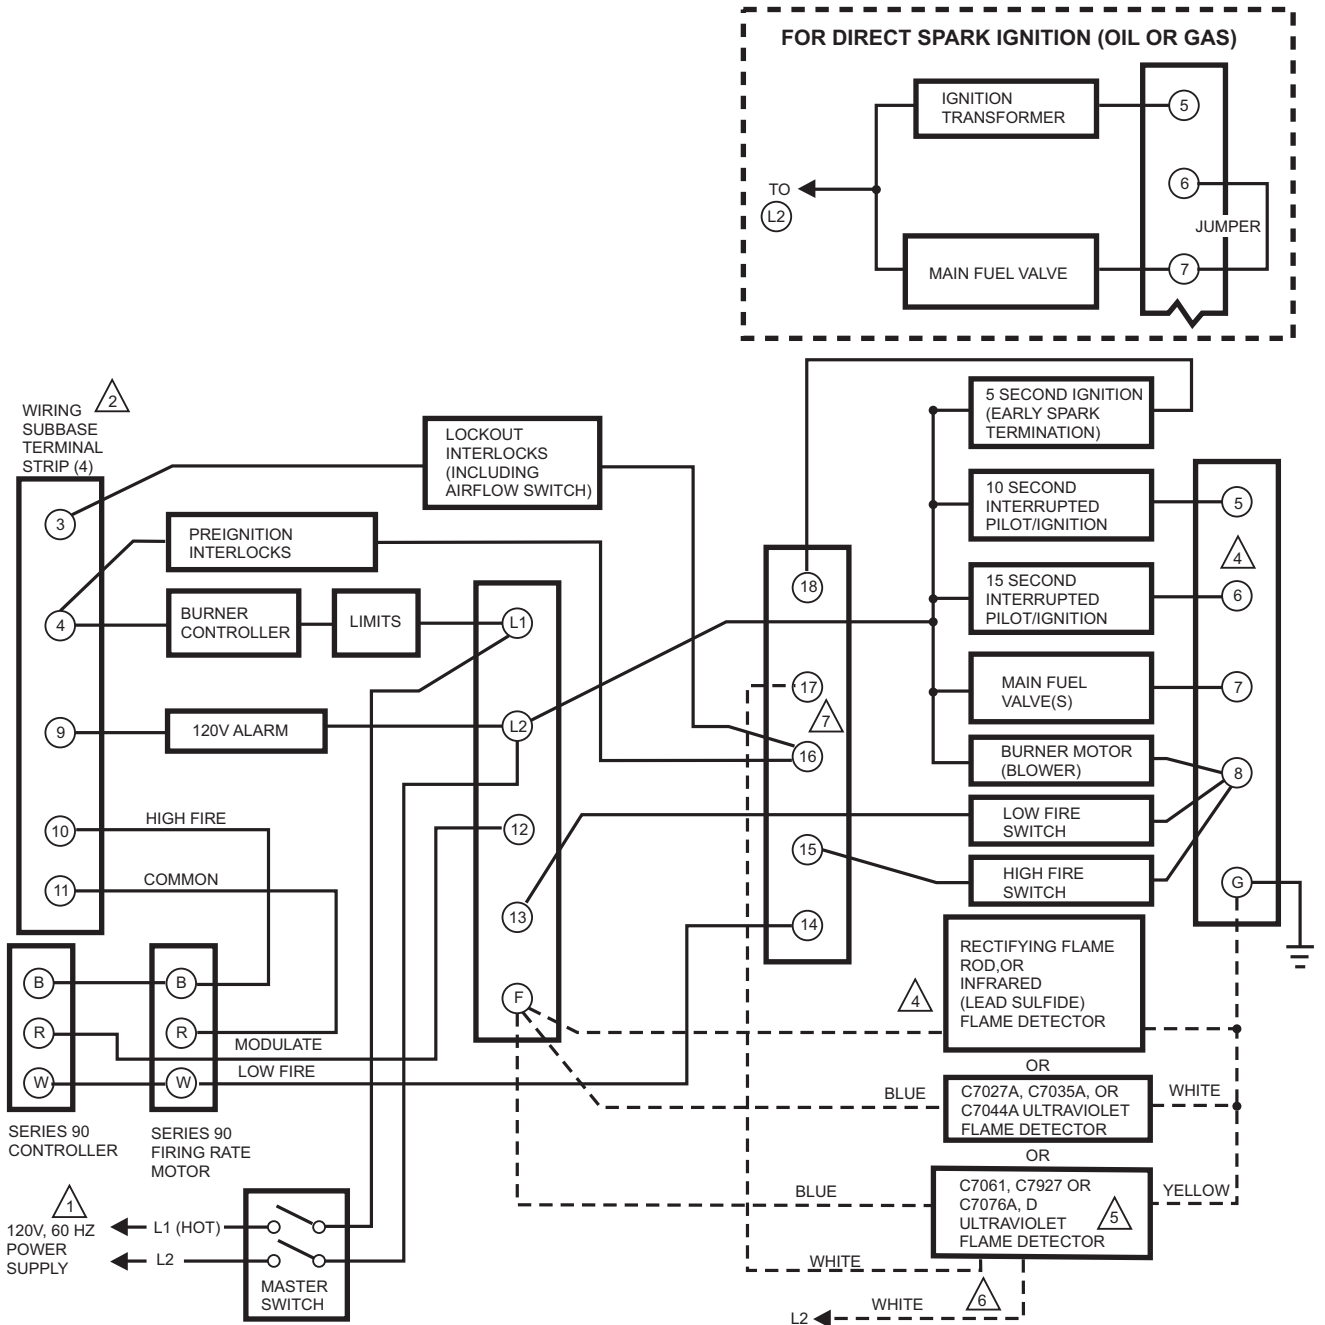 FOR DIRECT SPARK IGNITION (OIL OR GAS)
IGNITION
TRANSFORMER
5
6
TO
L2
JUMPER
MAIN FUEL VALVE
7
2
WIRING
SUBBASE
TERMINAL
STRIP (4)
3
4
9
10
11
LOCKOUT
INTERLOCKS
(INCLUDING
AIRFLOW SWITCH)
PREIGNITION
INTERLOCKS
BURNER
CONTROLLER
LIMITS
120V ALARM
HIGH FIRE
COMMON
L1
L2
12
13
F
18
17
7
16
15
14
5 SECOND IGNITION
(EARLY SPARK
TERMINATION)
10 SECOND
INTERRUPTED
PILOT/IGNITION
15 SECOND
INTERRUPTED
PILOT/IGNITION
MAIN FUEL
VALVE(S)
BURNER MOTOR
(BLOWER)
LOW FIRE
SWITCH
HIGH FIRE
SWITCH
5
4
6
7
8
G
B
R
W
B
R
W
MODULATE
LOW FIRE
SERIES 90
CONTROLLER
SERIES 90
FIRING RATE
MOTOR
4
RECTIFYING FLAME
ROD,OR
INFRARED
(LEAD SULFIDE)
FLAME DETECTOR
OR
BLUE
C7027A, C7035A, OR
C7044A ULTRAVIOLET
FLAME DETECTOR
WHITE
OR
BLUE
C7061, C7927 OR
C7076A, D
ULTRAVIOLET
FLAME DETECTOR
5
YELLOW
1
120V, 60 HZ
POWER
SUPPLY
L1 (HOT)
L2
MASTER
SWITCH
WHITE
6
L2
WHITE